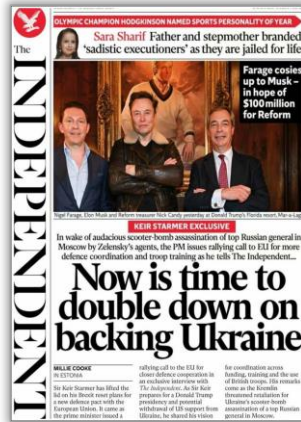 OLYMPIC CHAMPION HODGKINSON NAMED SPORTS PERSONALITY OF YEAR
The
INDEPENDENT
Sara Sharif Father and stepmother branded
‘sadistic executioners’ as they are jailed for life
Farage cosies
up to Musk –
in hope of
$100million
for Reform
Nigel Farage, Elon Musk and Reform treasurer Nick Candy yesterday at Donald Trump's Florida resort, Mar-a-Lago
KEIR STARMER EXCLUSIVE
In wake of audacious scooter-bomb assassination of top Russian general in
Moscow by Zelensky's agents, the PM issues rallying call to EU for more
defence coordination and troop training as he tells The Independent...
Now is time to
double down on
backing Ukraine
MILLIE COOKE
IN ESTONIA
Sir Keir Starmer has lifted the
lid on his Brexit reset plans for
a new defence pact with the
European Union. It came as
the prime minister issued a
rallying call to the EU for
closer defence cooperation in
an exclusive interview with
The Independent. As Sir Keir
prepares for a Donald Trump
presidency and potential
withdrawal of US support from
Ukraine, he shared his vision
for coordination across
funding, training and the use
of British troops. His remarks
come as the Kremlin
threatened retaliation for
Ukraine's scooter-bomb
assassination of a top Russian
general in Moscow.